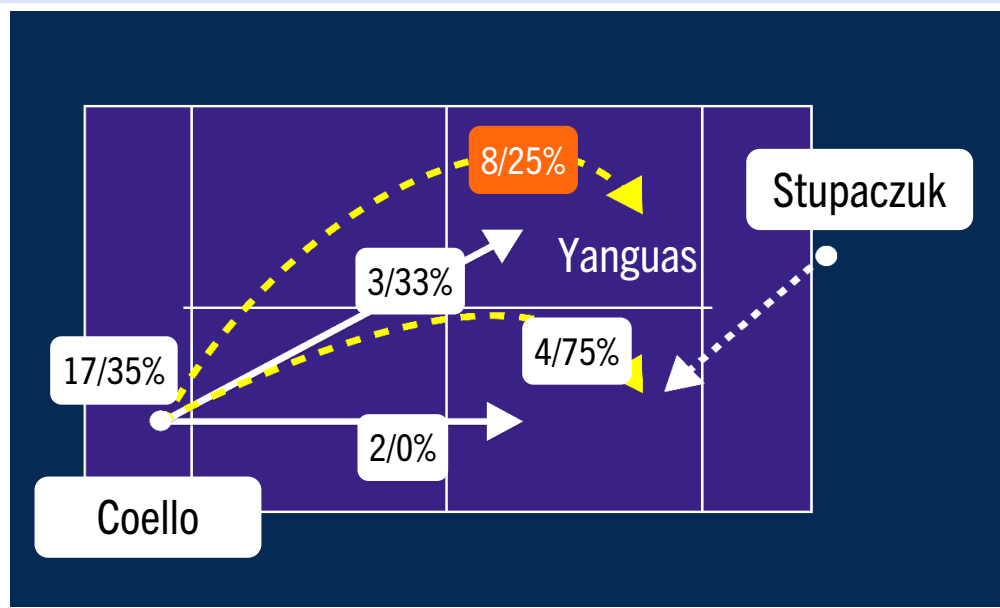 8/25%
Stupaczuk
Yanguas
3/33%
17/35%
4/75%
2/0%
Coello